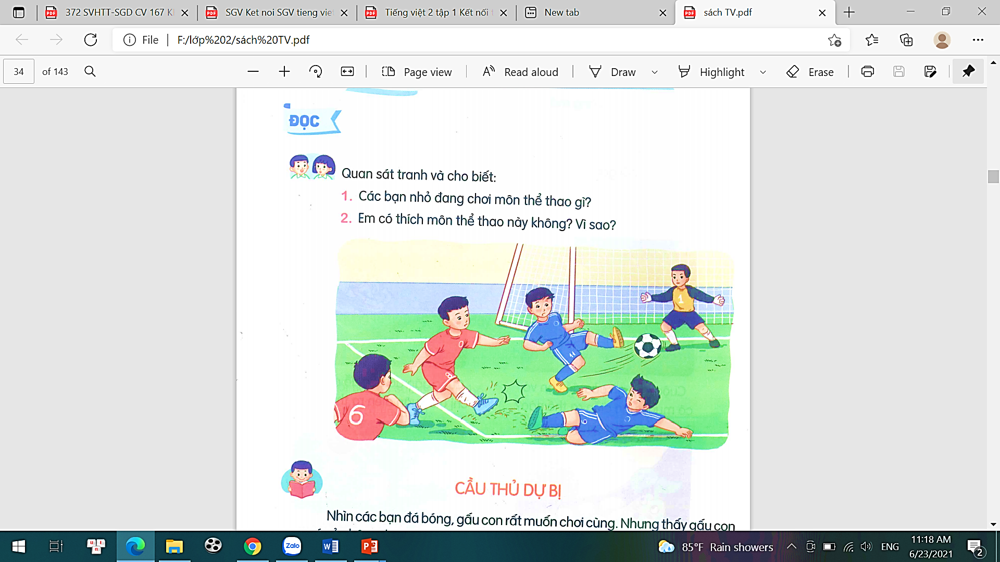 372 SVHTT-SGD CV 167 K
SGV Ket noi SGV tieng vie
Tiếng việt 2 tập 1 Kết nối
New tab
sách TV.pdf
File
F:/lớp%202/sách%20TV.pdf
34 of 143
Page view
Read aloud
Draw
Highlight
Erase
ĐỌC
Quan sát tranh và cho biết:
1. Các bạn nhỏ đang chơi môn thể thao gì?
2. Em có thích môn thể thao này không? Vì sao?
1
0
8
11
6
9
CẦU THỦ DỰ BỊ
Nhìn các bạn đá bóng, gấu con rất muốn chơi cùng. Nhưng thấy gấu con
Zalo
85°F Rain showers
ENG
11:18 AM
6/23/2021
2